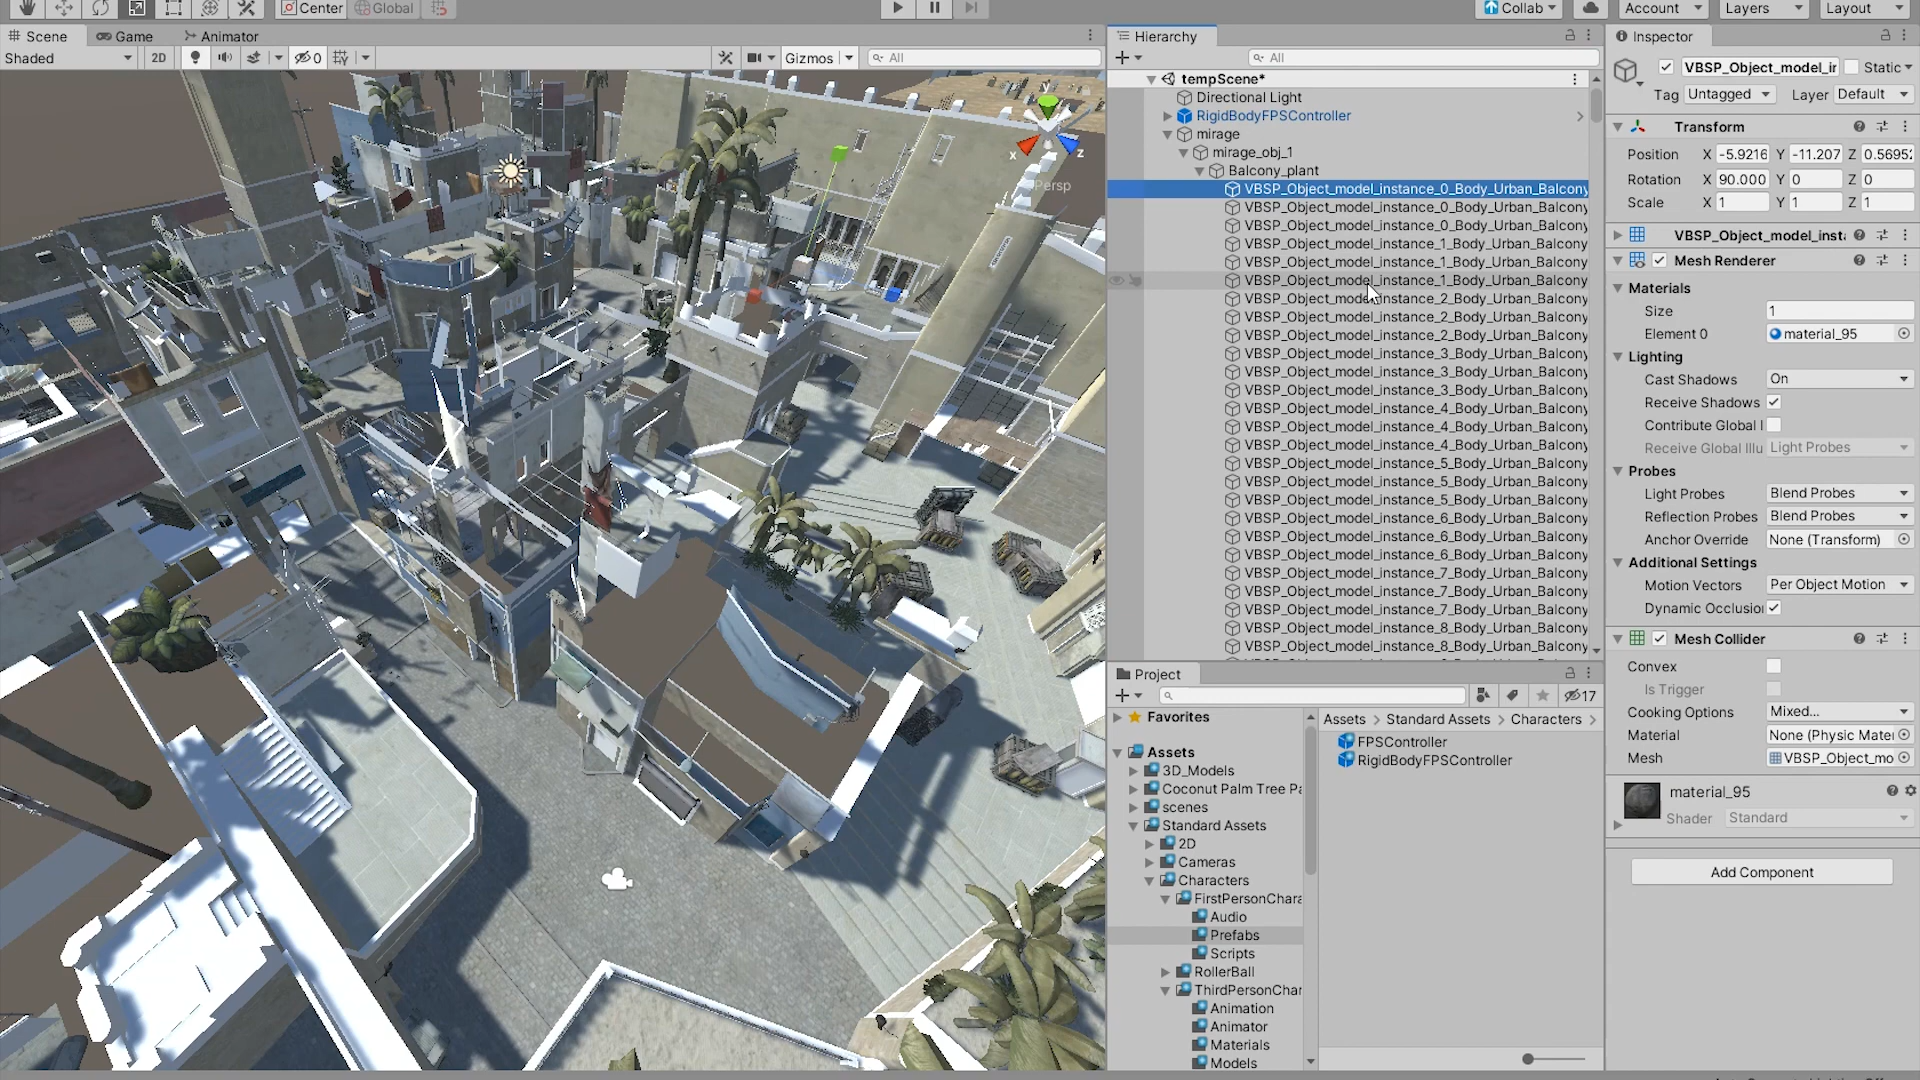 Center
Global
Collab
Account
Layers
Layout
Scene
Game
Animator
Shaded
2D
0
Gizmos
All
y
x
z
Persp
Hierarchy
All
tempScene*
Directional Light
RigidBodyFPSController
mirage
mirage_obj_1
Balcony_plant
VBSP_Object_model_instance_0_Body_Urban_Balcony
VBSP_Object_model_instance_0_Body_Urban_Balcony
VBSP_Object_model_instance_0_Body_Urban_Balcony
VBSP_Object_model_instance_1_Body_Urban_Balcony
VBSP_Object_model_instance_1_Body_Urban_Balcony
VBSP_Object_model_instance_1_Body_Urban_Balcony
VBSP_Object_model_instance_2_Body_Urban_Balcony
VBSP_Object_model_instance_2_Body_Urban_Balcony
VBSP_Object_model_instance_2_Body_Urban_Balcony
VBSP_Object_model_instance_3_Body_Urban_Balcony
VBSP_Object_model_instance_3_Body_Urban_Balcony
VBSP_Object_model_instance_3_Body_Urban_Balcony
VBSP_Object_model_instance_4_Body_Urban_Balcony
VBSP_Object_model_instance_4_Body_Urban_Balcony
VBSP_Object_model_instance_4_Body_Urban_Balcony
VBSP_Object_model_instance_5_Body_Urban_Balcony
VBSP_Object_model_instance_5_Body_Urban_Balcony
VBSP_Object_model_instance_5_Body_Urban_Balcony
VBSP_Object_model_instance_6_Body_Urban_Balcony
VBSP_Object_model_instance_6_Body_Urban_Balcony
VBSP_Object_model_instance_6_Body_Urban_Balcony
VBSP_Object_model_instance_7_Body_Urban_Balcony
VBSP_Object_model_instance_7_Body_Urban_Balcony
VBSP_Object_model_instance_7_Body_Urban_Balcony
VBSP_Object_model_instance_8_Body_Urban_Balcony
VBSP_Object_model_instance_8_Body_Urban_Balcony
Project
17
Favorites
Assets
3D_Models
Coconut Palm Tree Pa
scenes
Standard Assets
2D
Cameras
Characters
FirstPersonChara
Audio
Prefabs
Scripts
RollerBall
ThirdPersonChar
Animation
Animator
Materials
Models
Assets > Standard Assets > Characters >
FPSController
RigidBodyFPSController
Inspector
VBSP_Object_model_ir
Static
Tag Untagged
Layer Default
Transform
Position X -5.9216 Y -11.207 Z 0.5695
Rotation X 90.000 Y 0 Z 0
Scale X 1 Y 1 Z 1
VBSP_Object_model_insta
Mesh Renderer
Materials
Size 1
Element 0 material_95
Lighting
Cast Shadows On
Receive Shadows
Contribute Global I
Receive Global Illu Light Probes
Probes
Light Probes Blend Probes
Reflection Probes Blend Probes
Anchor Override None (Transform)
Additional Settings
Motion Vectors Per Object Motion
Dynamic Occlusio
Mesh Collider
Convex
Is Trigger
Cooking Options Mixed...
Material None (Physic Mater
Mesh VBSP_Object_mo
material_95
Shader Standard
Add Component